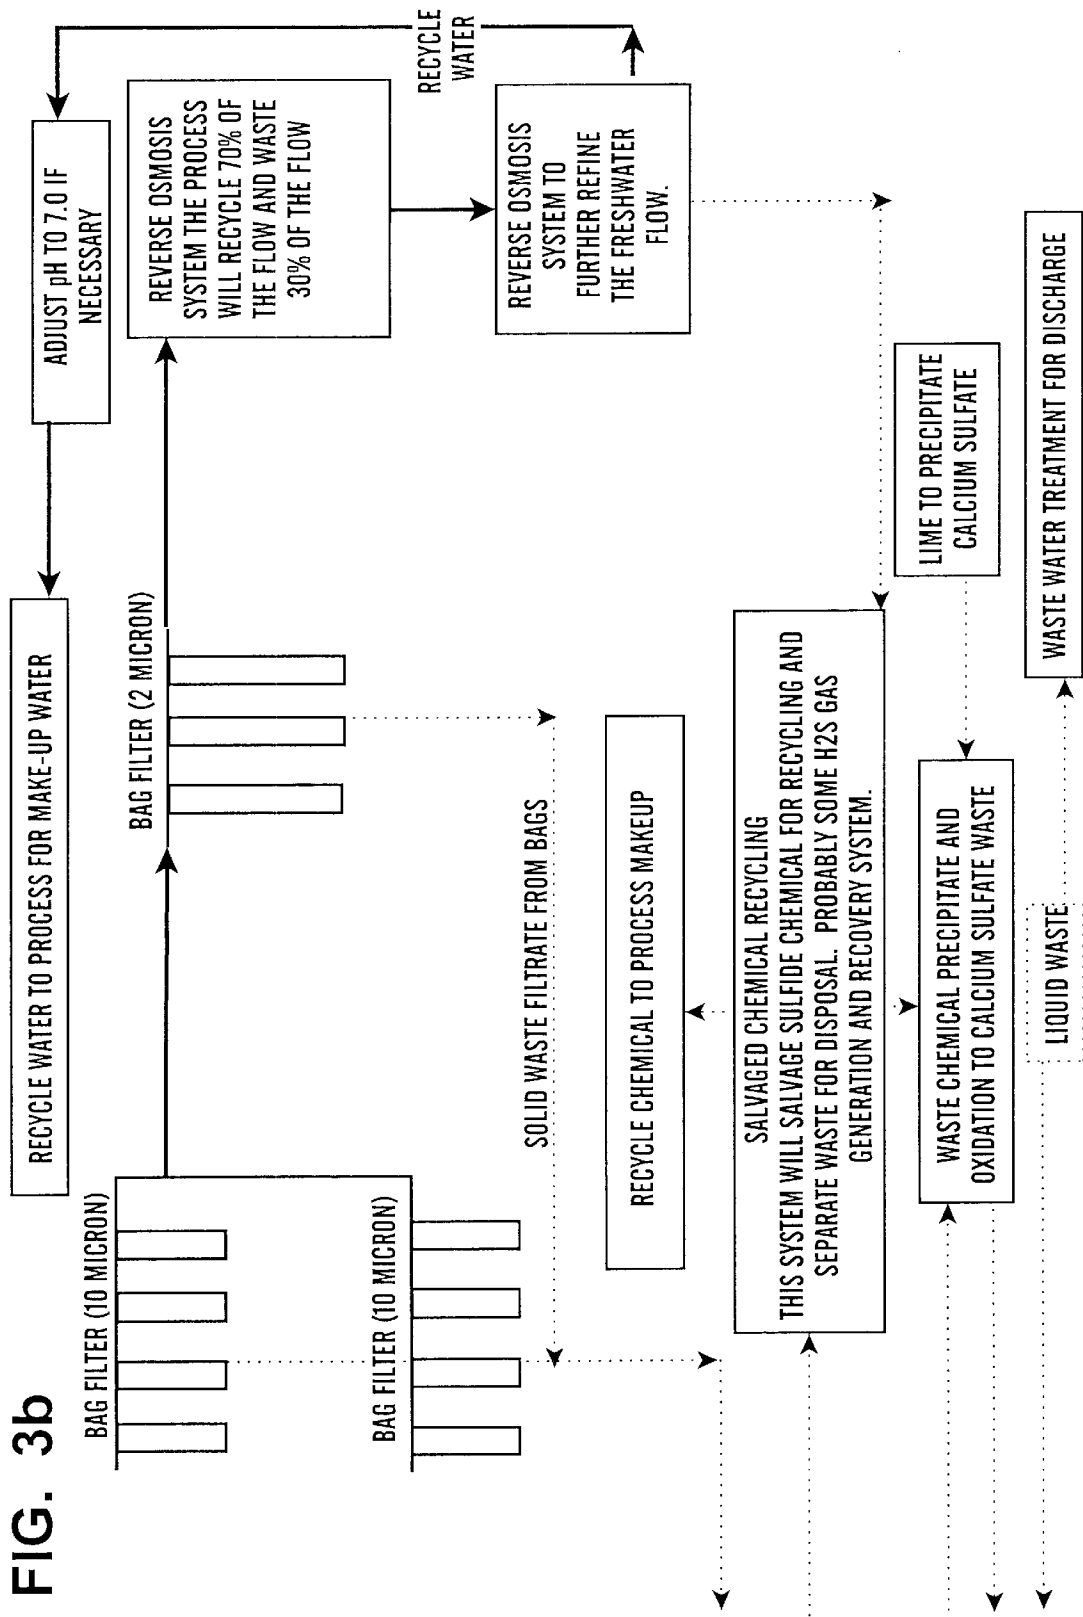 FIG. 3b
RECYCLE WATER TO PROCESS FOR MAKE-UP WATER
ADJUST pH TO 7.0 IF
NECESSARY
BAG FILTER (10 MICRON)
BAG FILTER (2 MICRON)
REVERSE OSMOSIS
SYSTEM THE PROCESS
WILL RECYCLE 70% OF
THE FLOW AND WASTE
30% OF THE FLOW
RECYCLE
WATER
BAG FILTER (10 MICRON)
SOLID WASTE FILTRATE FROM BAGS
REVERSE OSMOSIS
SYSTEM TO
FURTHER REFINE
THE FRESHWATER
FLOW.
RECYCLE CHEMICAL TO PROCESS MAKEUP
SALVAGED CHEMICAL RECYCLING
THIS SYSTEM WILL SALVAGE SULFIDE CHEMICAL FOR RECYCLING AND
SEPARATE WASTE FOR DISPOSAL. PROBABLY SOME H2S GAS
GENERATION AND RECOVERY SYSTEM.
LIME TO PRECIPITATE
CALCIUM SULFATE
WASTE CHEMICAL PRECIPITATE AND
OXIDATION TO CALCIUM SULFATE WASTE
LIQUID WASTE
WASTE WATER TREATMENT FOR DISCHARGE